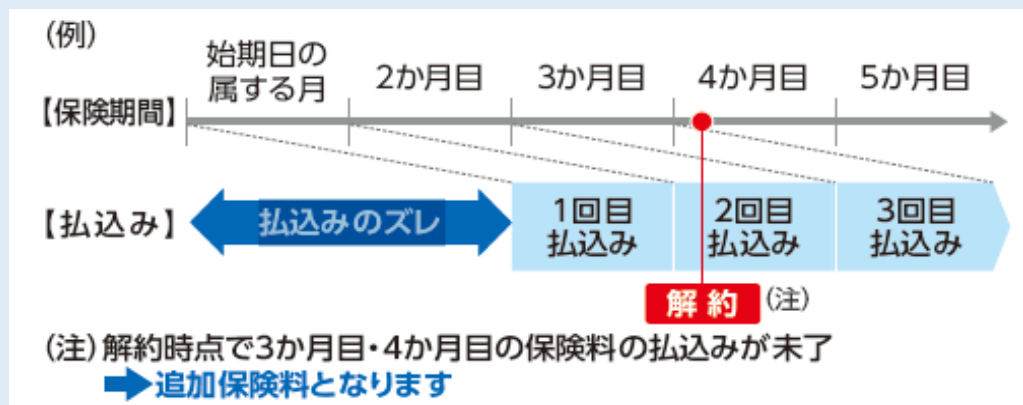 (例)
始期日の
属する月
2か月目
3か月目
4か月目
5か月目
【保険期間】
【払込み】
払込みのズレ
1回目
払込み
2回目
払込み
3回目
払込み
解約
(注)
(注)解約時点で3か月目・4か月目の保険料の払込みが未了
追加保険料となります